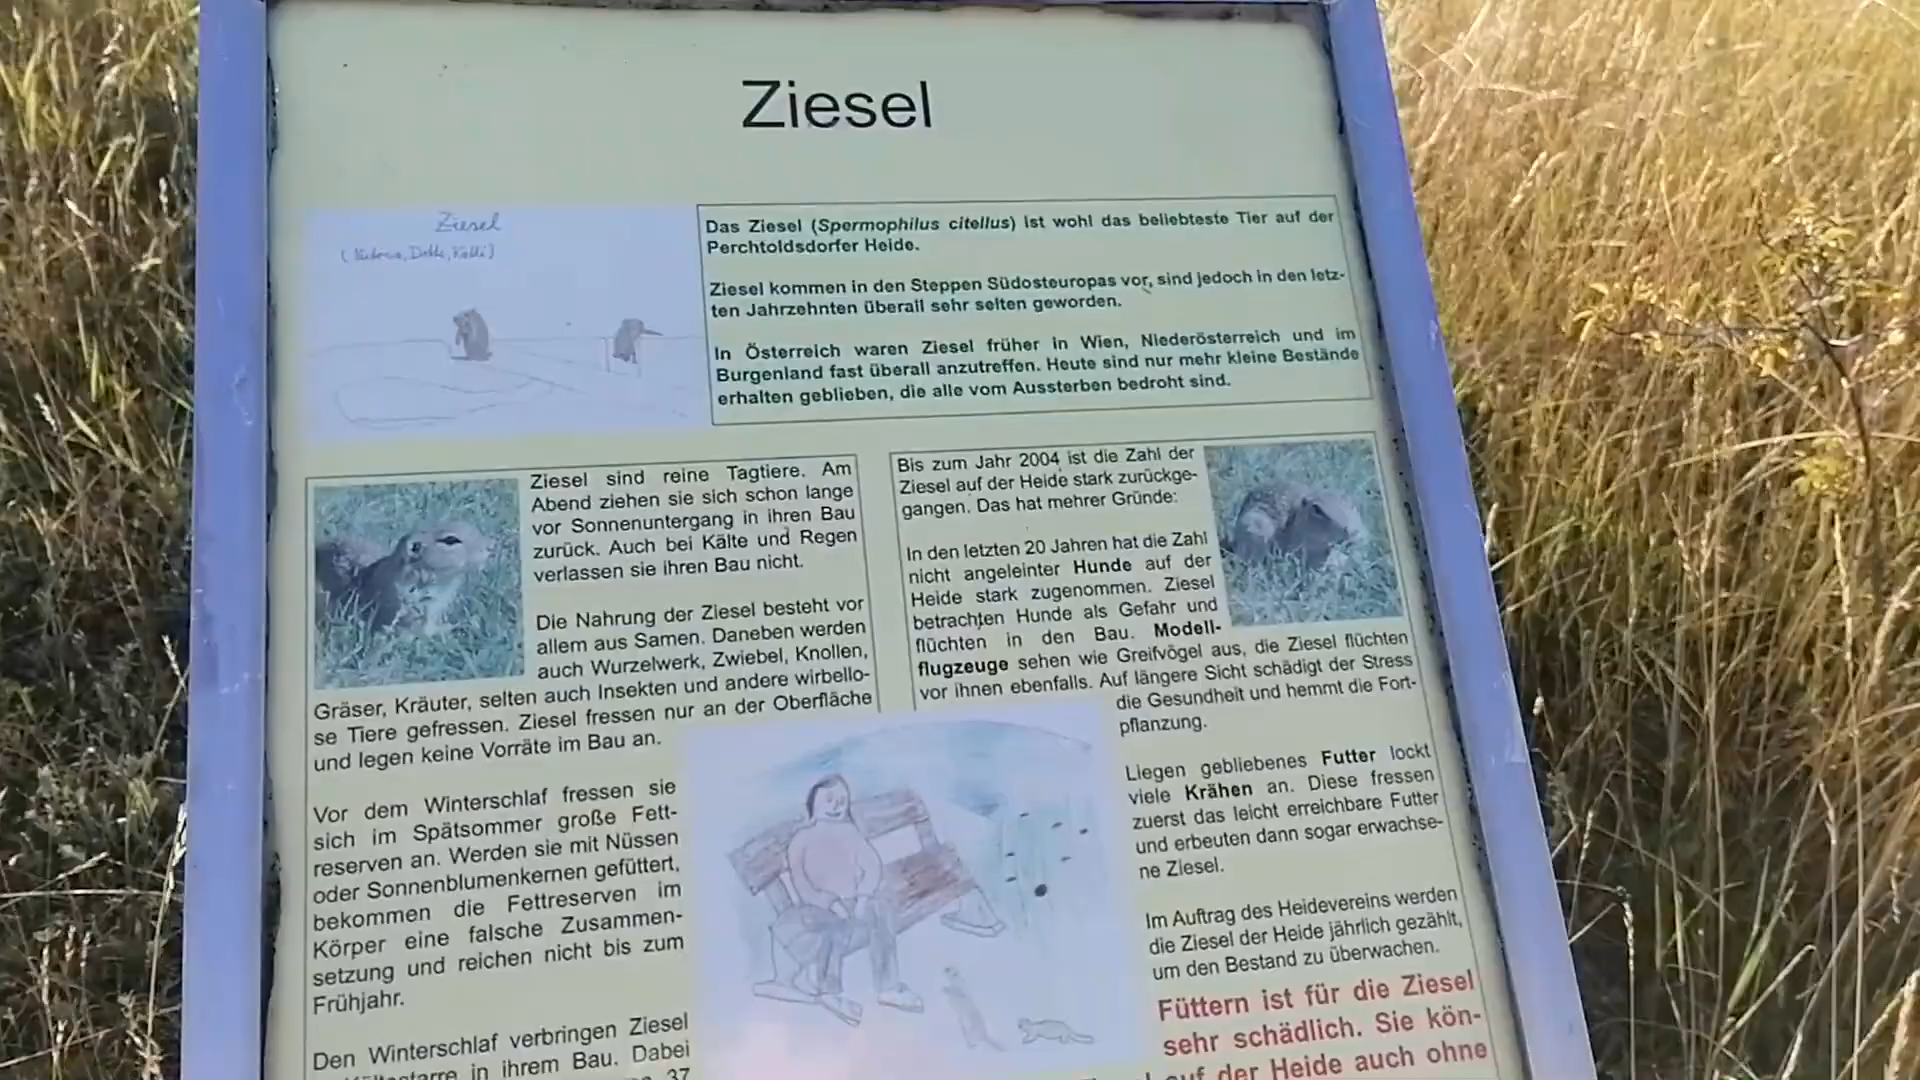 Ziesel
Ziesel
Das Ziesel (Spermophilus citellus) ist wohl das beliebteste Tier auf der
Perchtoldsdorfer Heide.
Ziesel kommen in den Steppen Südosteuropas vor, sind jedoch in den letz-
ten Jahrzehnten überall sehr selten geworden.
In Österreich waren Ziesel früher in Wien, Niederösterreich und im
Burgenland fast überall anzutreffen. Heute sind nur mehr kleine Bestände
erhalten geblieben, die alle vom Aussterben bedroht sind.
Ziesel sind reine Tagtiere. Am
Abend ziehen sie sich schon lange
vor Sonnenuntergang in ihren Bau
zurück. Auch bei Kälte und Regen
verlassen sie ihren Bau nicht.
Die Nahrung der Ziesel besteht vor
allem aus Samen. Daneben werden
auch Wurzelwerk, Zwiebel, Knollen,
Gräser, Kräuter, selten auch Insekten und andere wirbello-
se Tiere gefressen. Ziesel fressen nur an der Oberfläche
und legen keine Vorräte im Bau an.
Vor dem Winterschlaf fressen sie
sich im Spätsommer große Fett-
reserven an. Werden sie mit Nüssen
oder Sonnenblumenkernen gefüttert,
bekommen die Fettreserven im
Körper eine falsche Zusammen-
setzung und reichen nicht bis zum
Frühjahr.
Den Winterschlaf verbringen Ziesel
in ihrem Bau. Dabei
37
Bis zum Jahr 2004 ist die Zahl der
Ziesel auf der Heide stark zurückge-
gangen. Das hat mehrer Gründe:
In den letzten 20 Jahren hat die Zahl
nicht angeleinter Hunde auf der
Heide stark zugenommen. Ziesel
betrachten Hunde als Gefahr und
flüchten in den Bau. Modell-
flugzeuge sehen wie Greifvögel aus, die Ziesel flüchten
vor ihnen ebenfalls. Auf längere Sicht schädigt der Stress
die Gesundheit und hemmt die Fort-
pflanzung.
Liegen gebliebenes Futter lockt
viele Krähen an. Diese fressen
zuerst das leicht erreichbare Futter
und erbeuten dann sogar erwachse-
ne Ziesel.
Im Auftrag des Heidevereins werden
die Ziesel der Heide jährlich gezählt,
um den Bestand zu überwachen.
Füttern ist für die Ziesel
sehr schädlich. Sie kön-
auf der Heide auch ohne